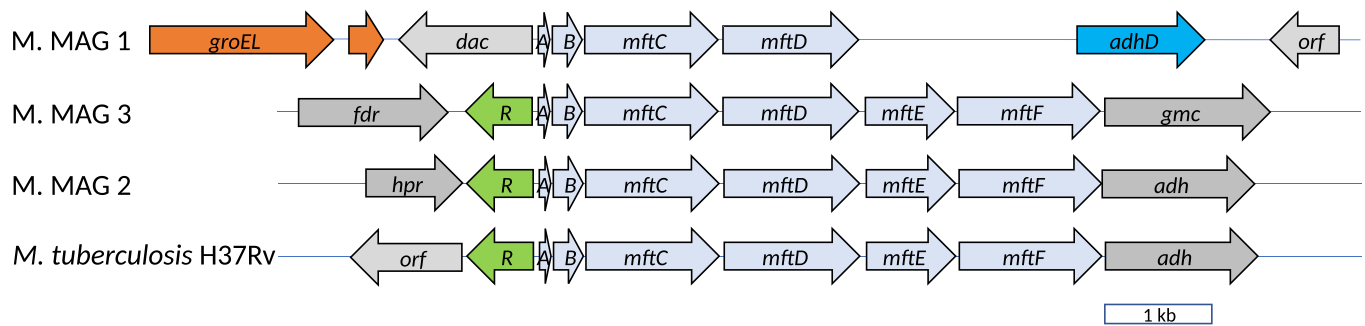 M. MAG 1 groEL dac A B mftC mftD adhD orf
M. MAG 3 fdr R A B mftC mftD mftE mftF gmc
M. MAG 2 hpr R A B mftC mftD mftE mftF adh
M. tuberculosis H37Rv orf R A B mftC mftD mftE mftF adh
1 kb